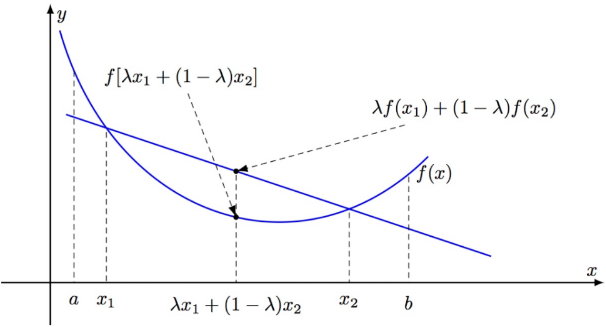 y
f[λx₁ + (1 − λ)x₂]
λf(x₁) + (1 − λ)f(x₂)
f(x)
x
a x₁ λx₁ + (1 − λ)x₂ x₂ b